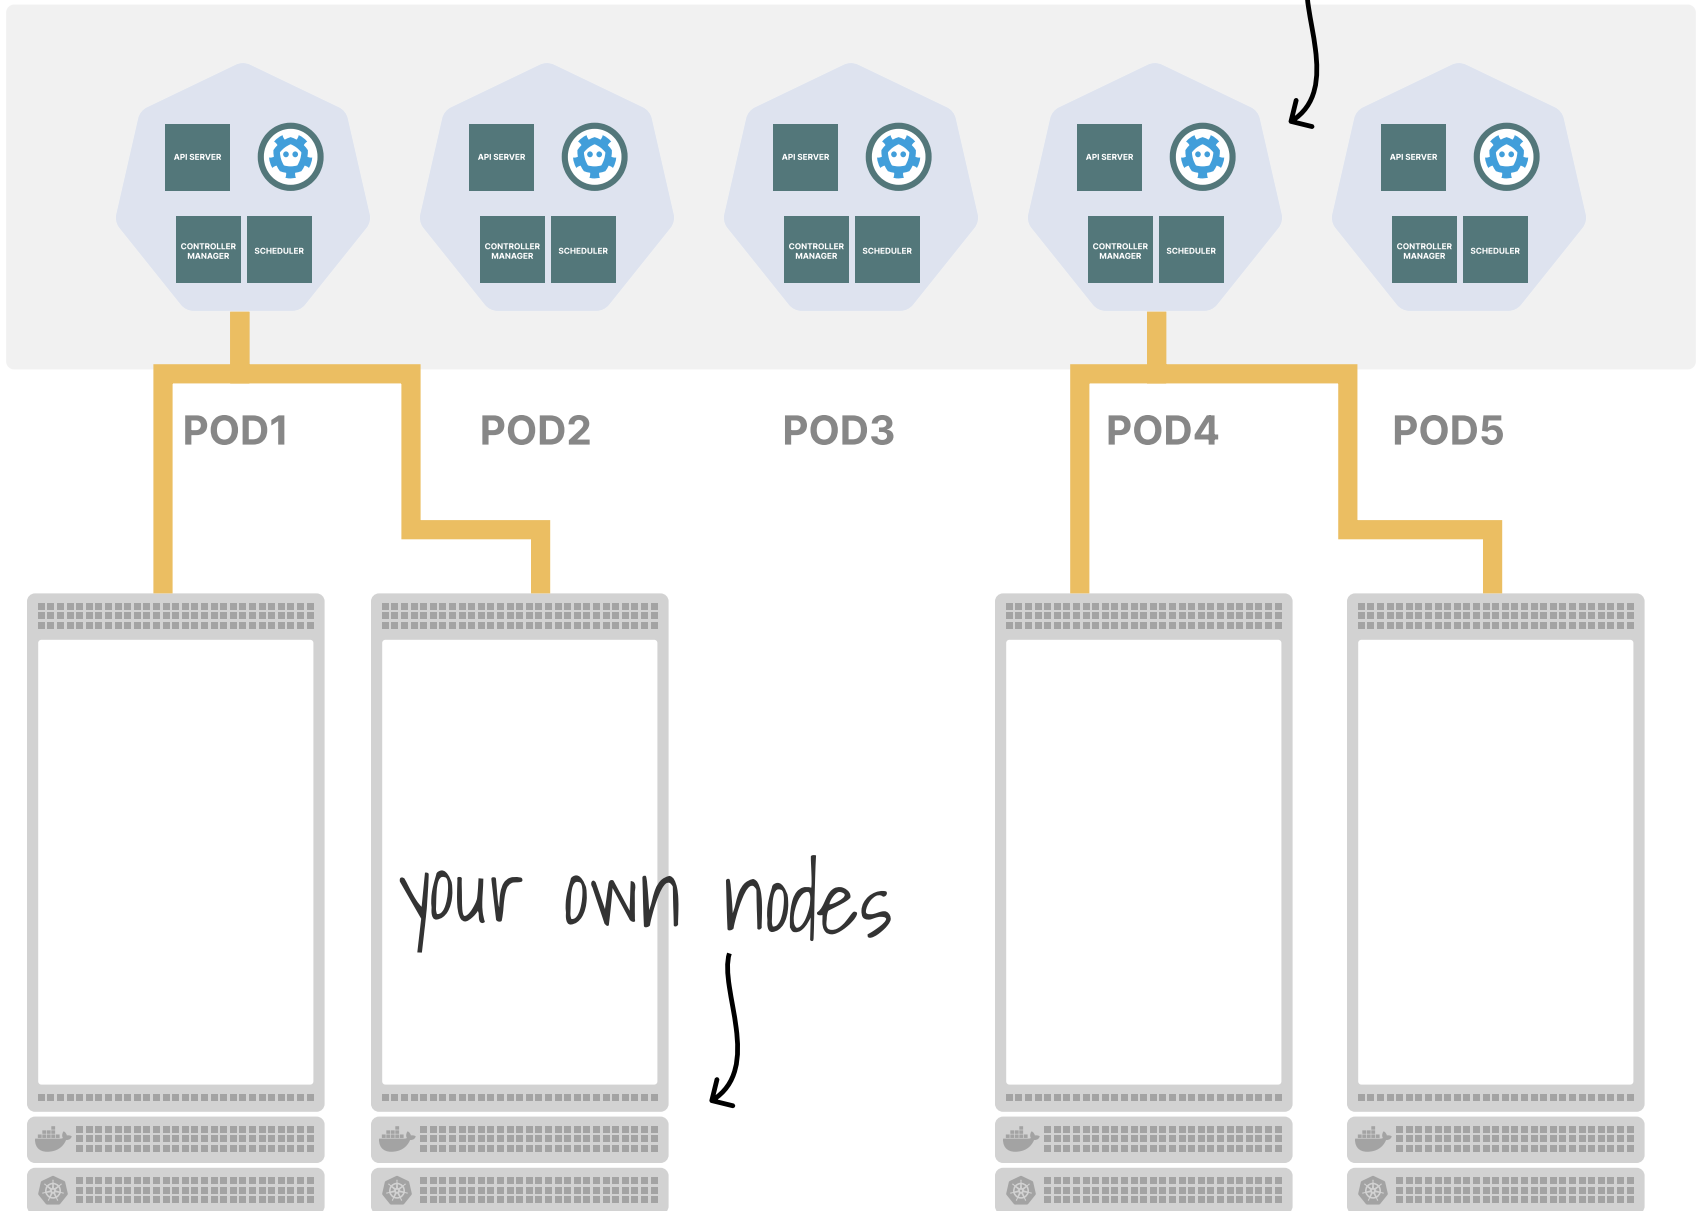 API SERVER
API SERVER
API SERVER
API SERVER
API SERVER
CONTROLLER
MANAGER
SCHEDULER
CONTROLLER
MANAGER
SCHEDULER
CONTROLLER
MANAGER
SCHEDULER
CONTROLLER
MANAGER
SCHEDULER
CONTROLLER
MANAGER
SCHEDULER
POD1
POD2
POD3
POD4
POD5
your own nodes